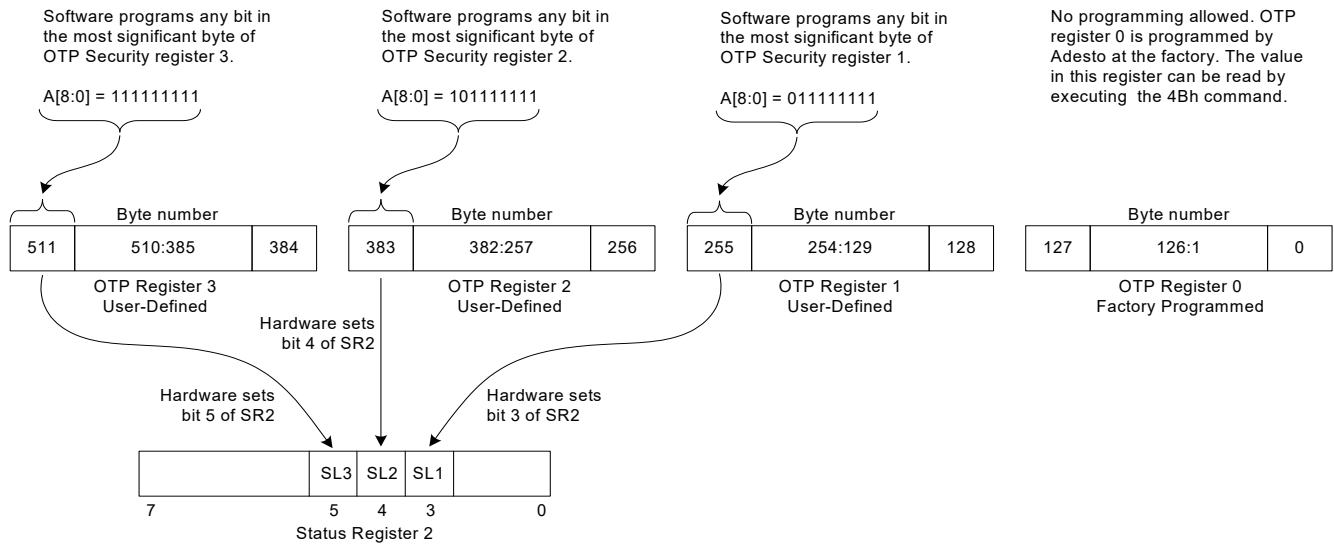 Software programs any bit in
the most significant byte of
OTP Security register 3.
A[8:0] = 111111111
Software programs any bit in
the most significant byte of
OTP Security register 2.
A[8:0] = 101111111
Software programs any bit in
the most significant byte of
OTP Security register 1.
A[8:0] = 011111111
No programming allowed. OTP
register 0 is programmed by
Adesto at the factory. The value
in this register can be read by
executing the 4Bh command.
Byte number
511 510:385 384
OTP Register 3
User-Defined
Byte number
383 382:257 256
OTP Register 2
User-Defined
Byte number
255 254:129 128
OTP Register 1
User-Defined
Byte number
127 126:1 0
OTP Register 0
Factory Programmed
Hardware sets
bit 4 of SR2
Hardware sets
bit 5 of SR2
Hardware sets
bit 3 of SR2
SL3 SL2 SL1
7 5 4 3 0
Status Register 2